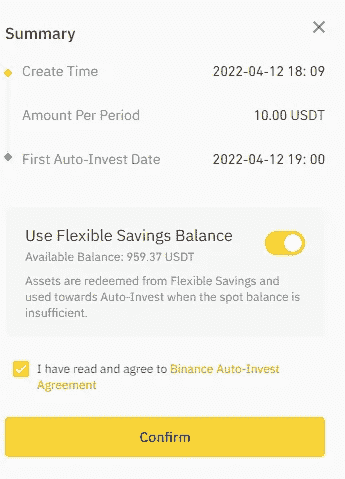 Summary
Create Time 2022-04-12 18: 09
Amount Per Period 10.00 USDT
First Auto-Invest Date 2022-04-12 19: 00
Use Flexible Savings Balance
Available Balance: 959.37 USDT
Assets are redeemed from Flexible Savings and
used towards Auto-Invest when the spot balance is
insufficient.
I have read and agree to Binance Auto-Invest
Agreement
Confirm